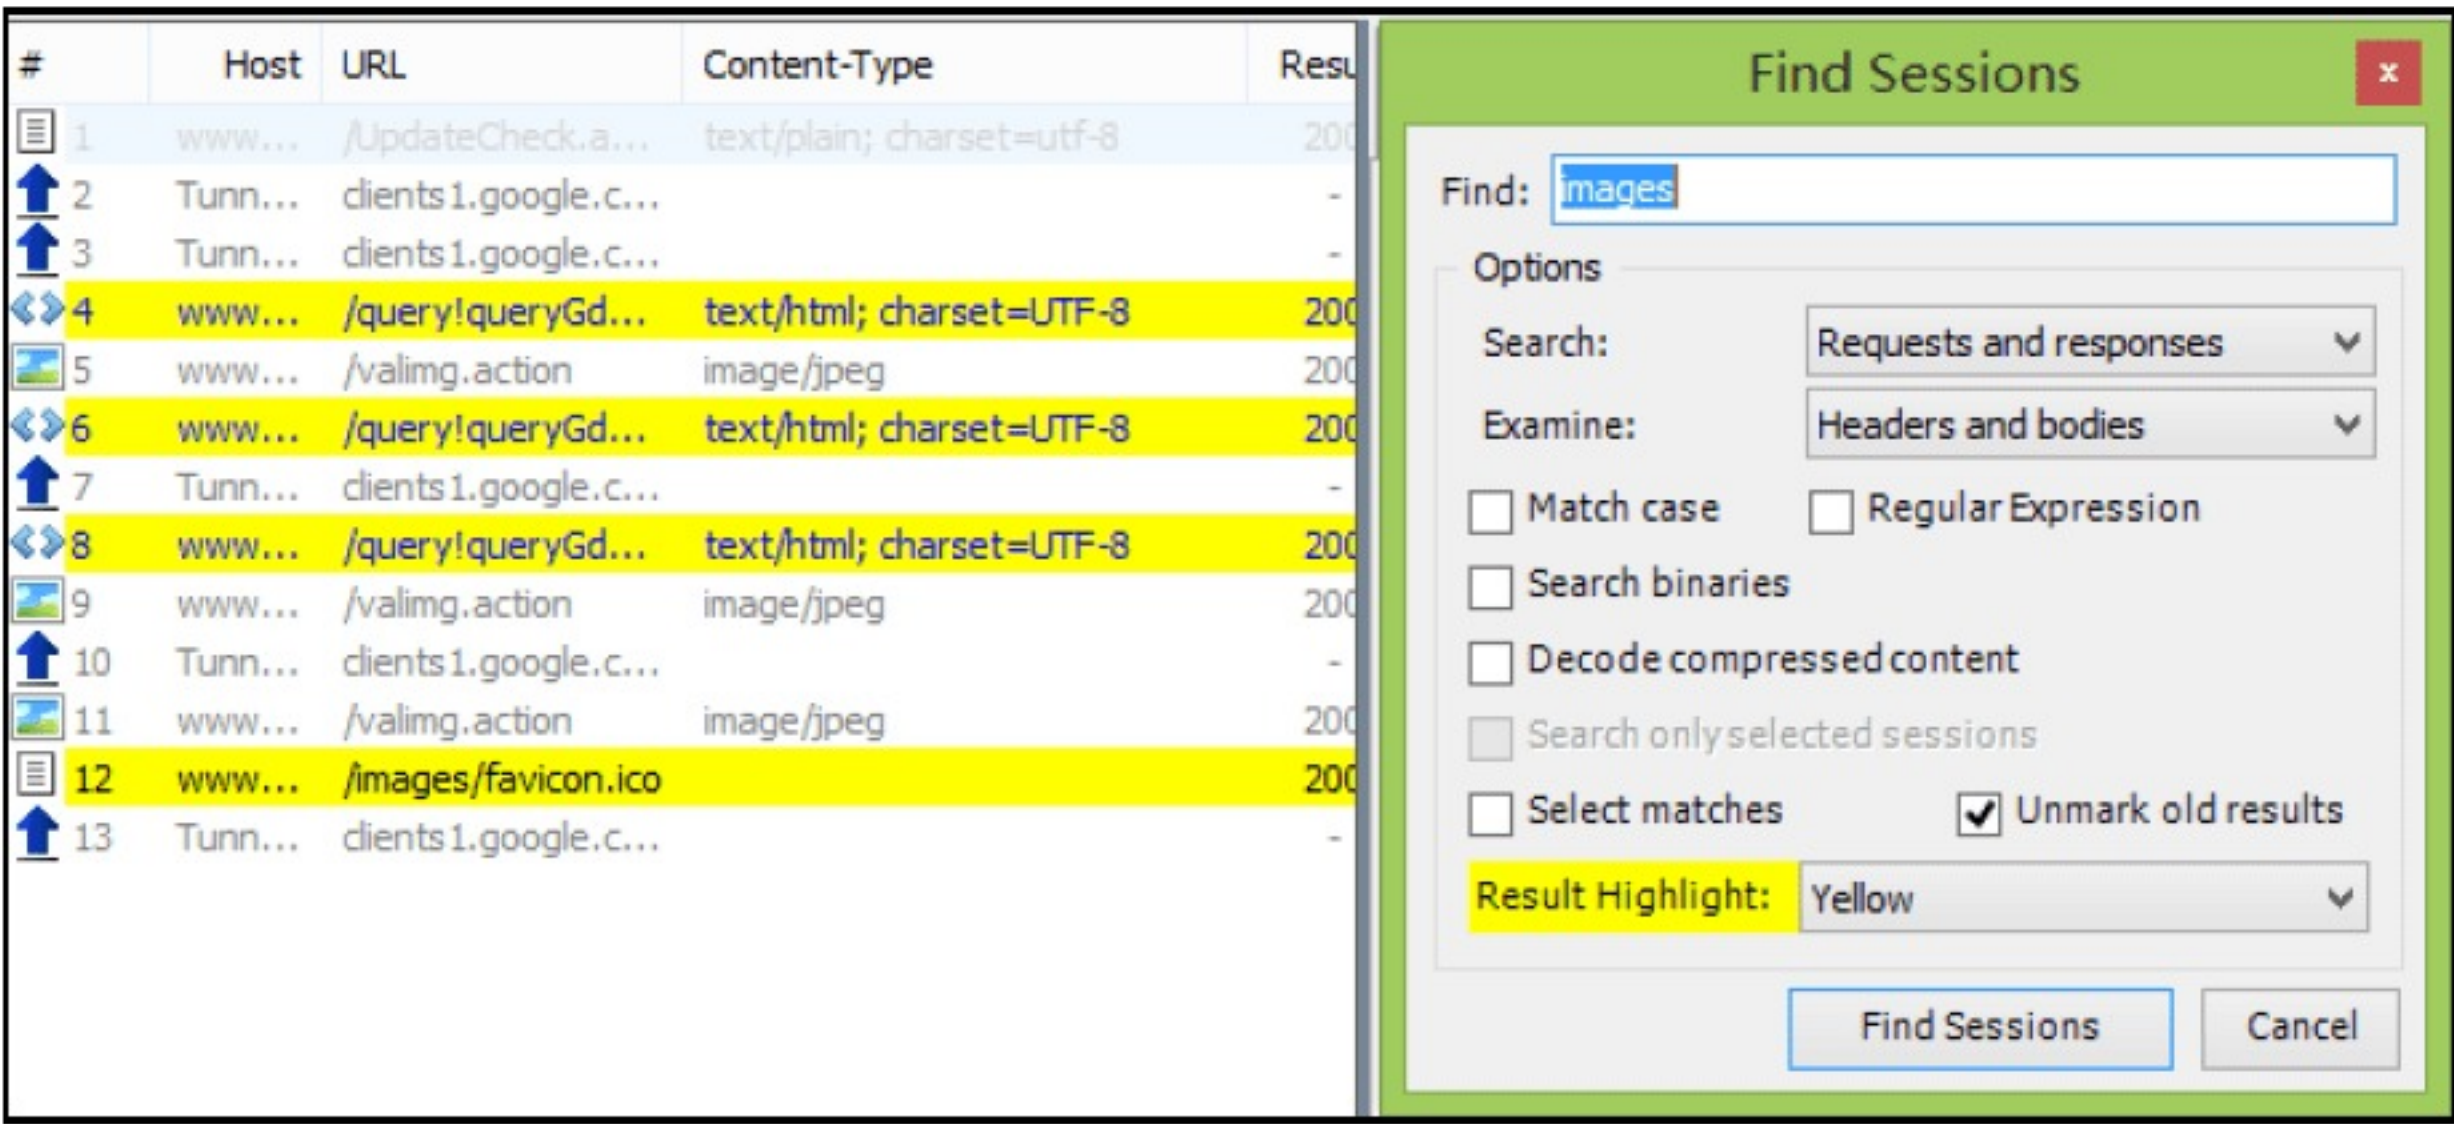 # Host URL Content-Type Resu
1 www... /UpdateCheck.a... text/plain; charset=utf-8 200
2 Tunn... clients1.google.c... -
3 Tunn... clients1.google.c... -
4 www... /query!queryGd... text/html; charset=UTF-8 200
5 www... /valimg.action image/jpeg 200
6 www... /query!queryGd... text/html; charset=UTF-8 200
7 Tunn... clients1.google.c... -
8 www... /query!queryGd... text/html; charset=UTF-8 200
9 www... /valimg.action image/jpeg 200
10 Tunn... clients1.google.c... -
11 www... /valimg.action image/jpeg 200
12 www... /images/favicon.ico 200
13 Tunn... clients1.google.c... -
Find Sessions
x
Find: images
Options
Search: Requests and responses
Examine: Headers and bodies
Match case Regular Expression
Search binaries
Decode compressed content
Search only selected sessions
Select matches Unmark old results
Result Highlight: Yellow
Find Sessions Cancel